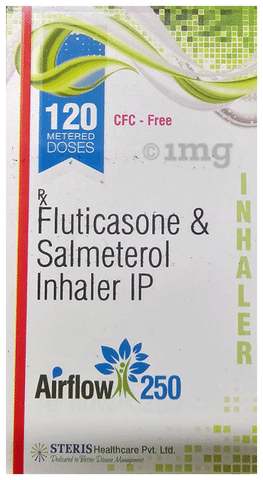 120
METERED
DOSES
CFC - Free
© 1mg
Rx
Fluticasone &
Salmeterol
Inhaler IP
INHALER
Airflow 250
STERIS Healthcare Pvt. Ltd.
Dedicated to Better Disease Management